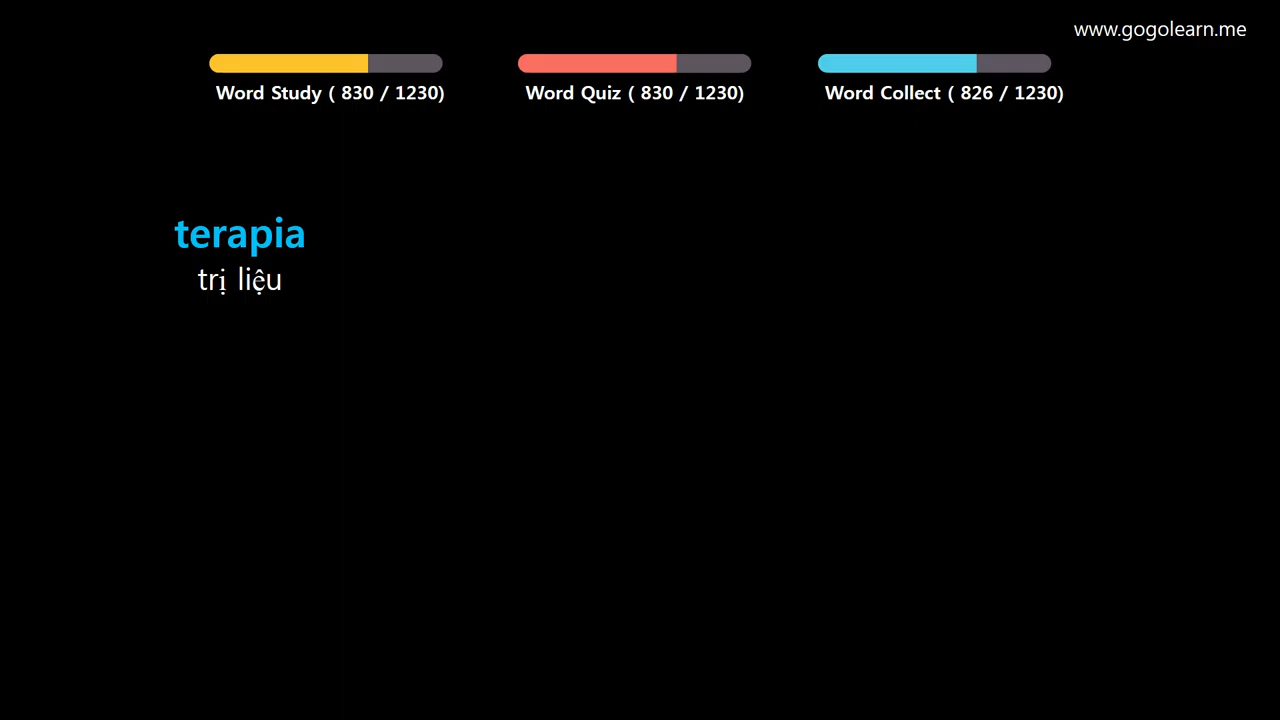 www.gogolearn.me
Word Study ( 830 / 1230)
Word Quiz ( 830 / 1230)
Word Collect ( 826 / 1230)
terapia
trị liệu